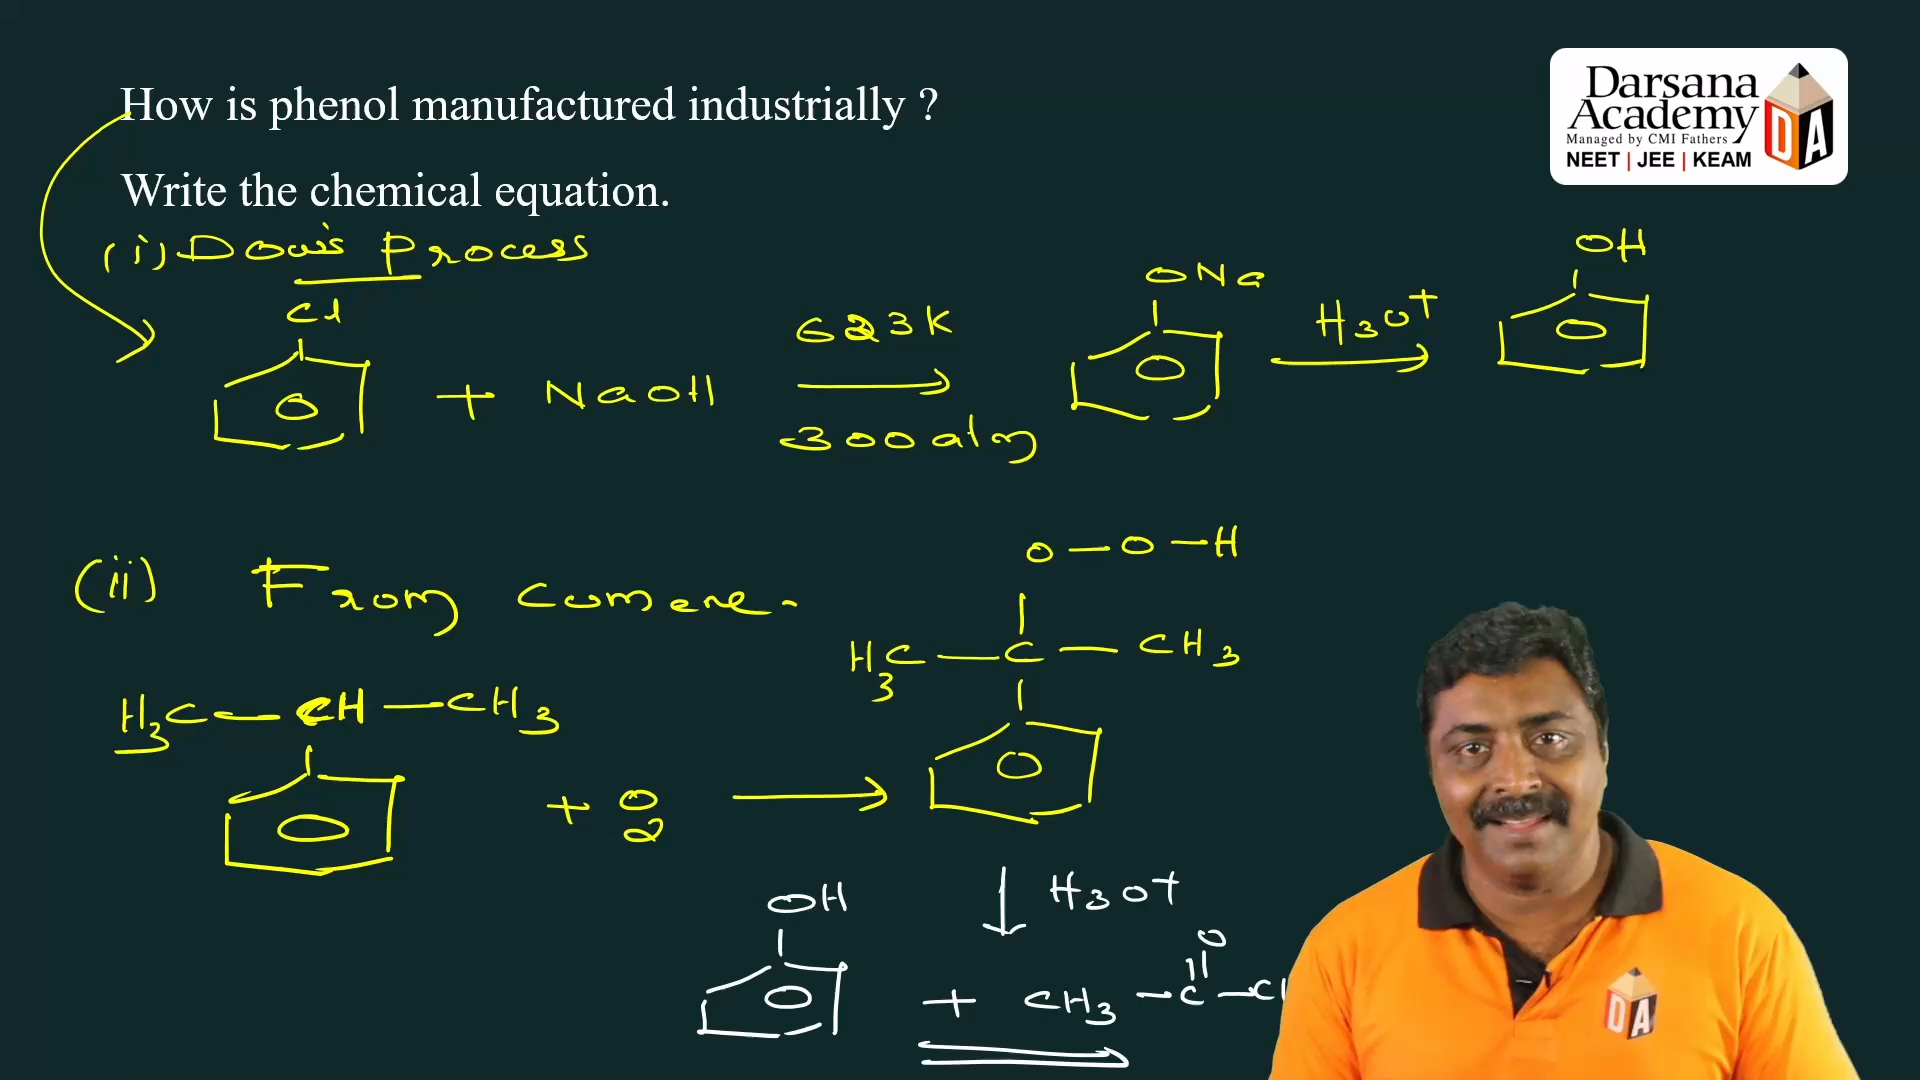 How is phenol manufactured industrially ?
Write the chemical equation.
Darsana
Academy
Managed by CMI Fathers
NEET | JEE | KEAM
DA
(i) Dow's Process
Cl
+ NaOH
623K
300 atm
ONa
H3O+
OH
(ii) From cumene.
H3C — CH — CH3
+ O2
O — O — H
H3C — C — CH3
H3O+
OH
+ CH3 — C — C
O
DA